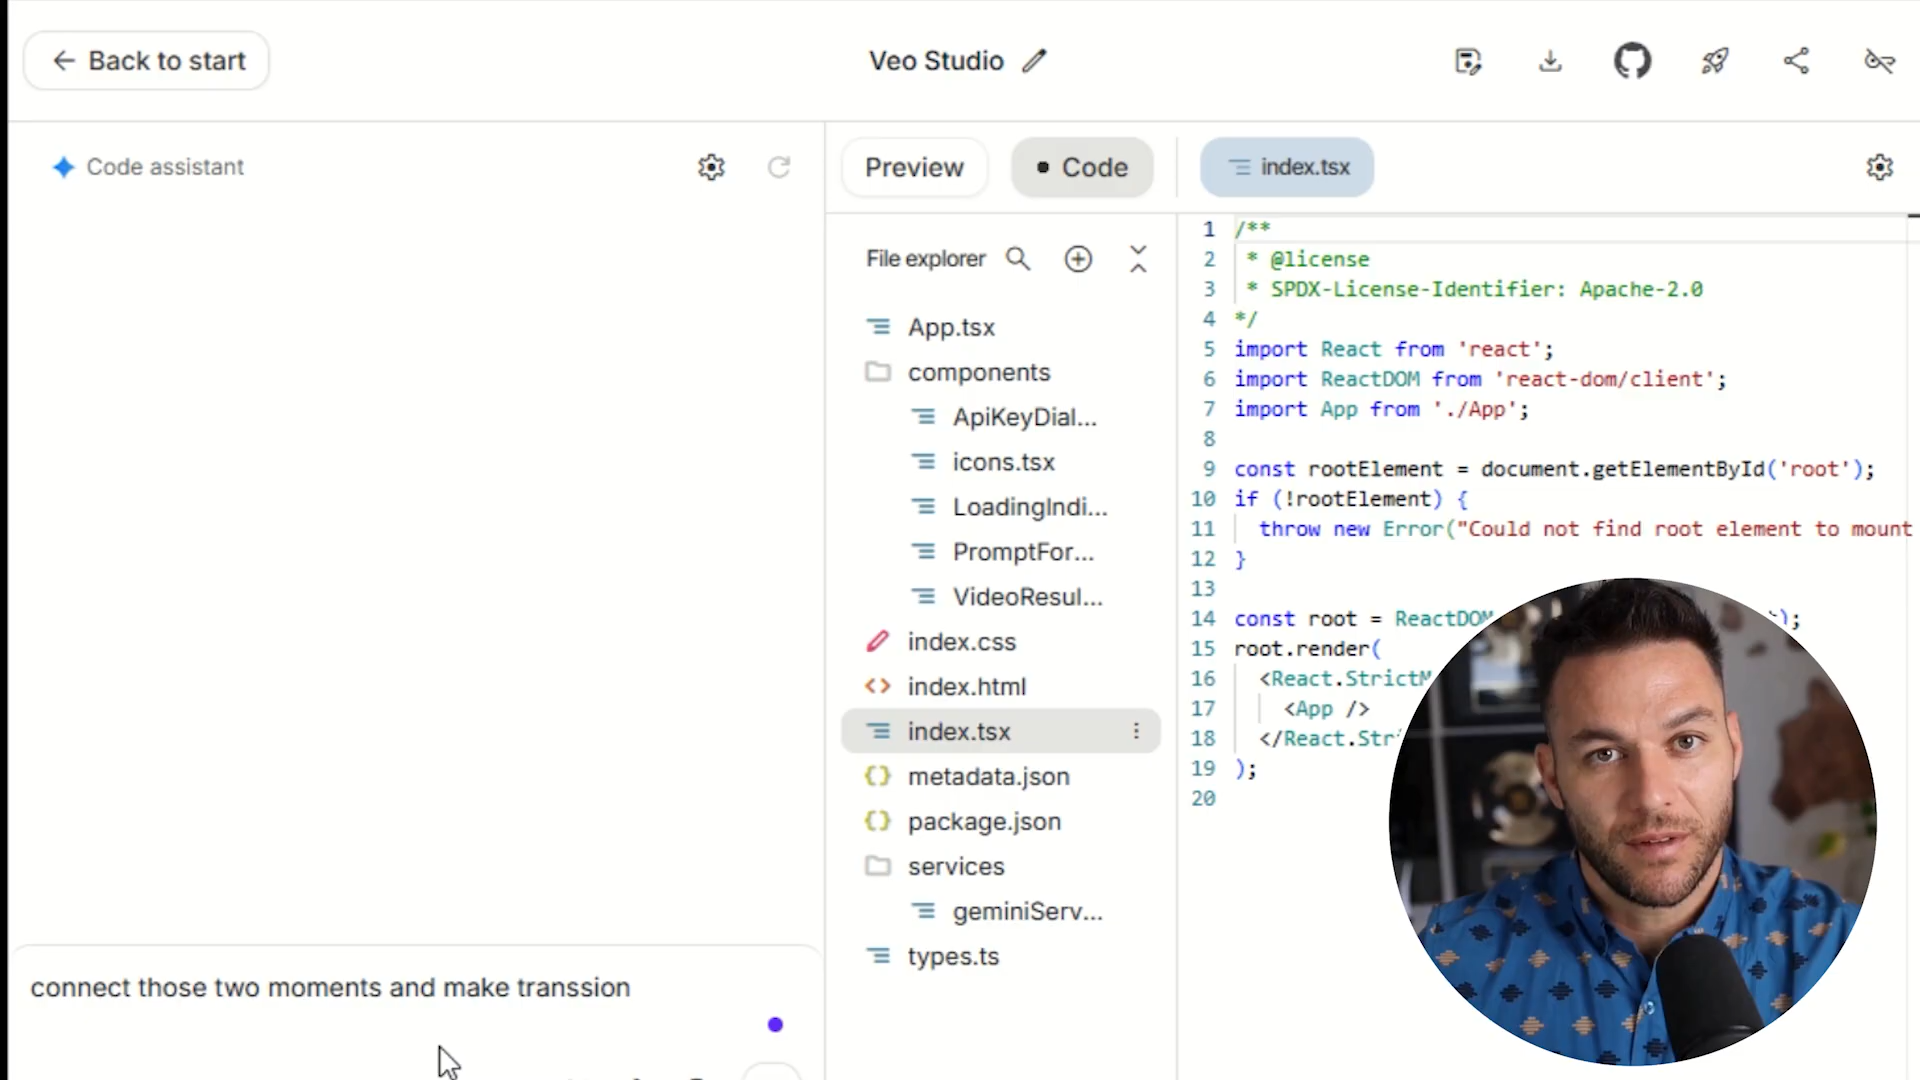 Back to start
Veo Studio
Code assistant
Preview
Code
index.tsx
File explorer
App.tsx
components
ApiKeyDial...
icons.tsx
LoadingIndi...
PromptFor...
VideoResul...
index.css
index.html
index.tsx
metadata.json
package.json
services
geminiServ...
types.ts
1 /**
2 * @license
3 * SPDX-License-Identifier: Apache-2.0
4 */
5 import React from 'react';
6 import ReactDOM from 'react-dom/client';
7 import App from './App';
8
9 const rootElement = document.getElementById('root');
10 if (!rootElement) {
11 throw new Error("Could not find root element to mount
12 }
13
14 const root = ReactDOM );
15 root.render(
16 <React.StrictM
17 <App />
18 </React.Stri
19 );
20
connect those two moments and make transsion